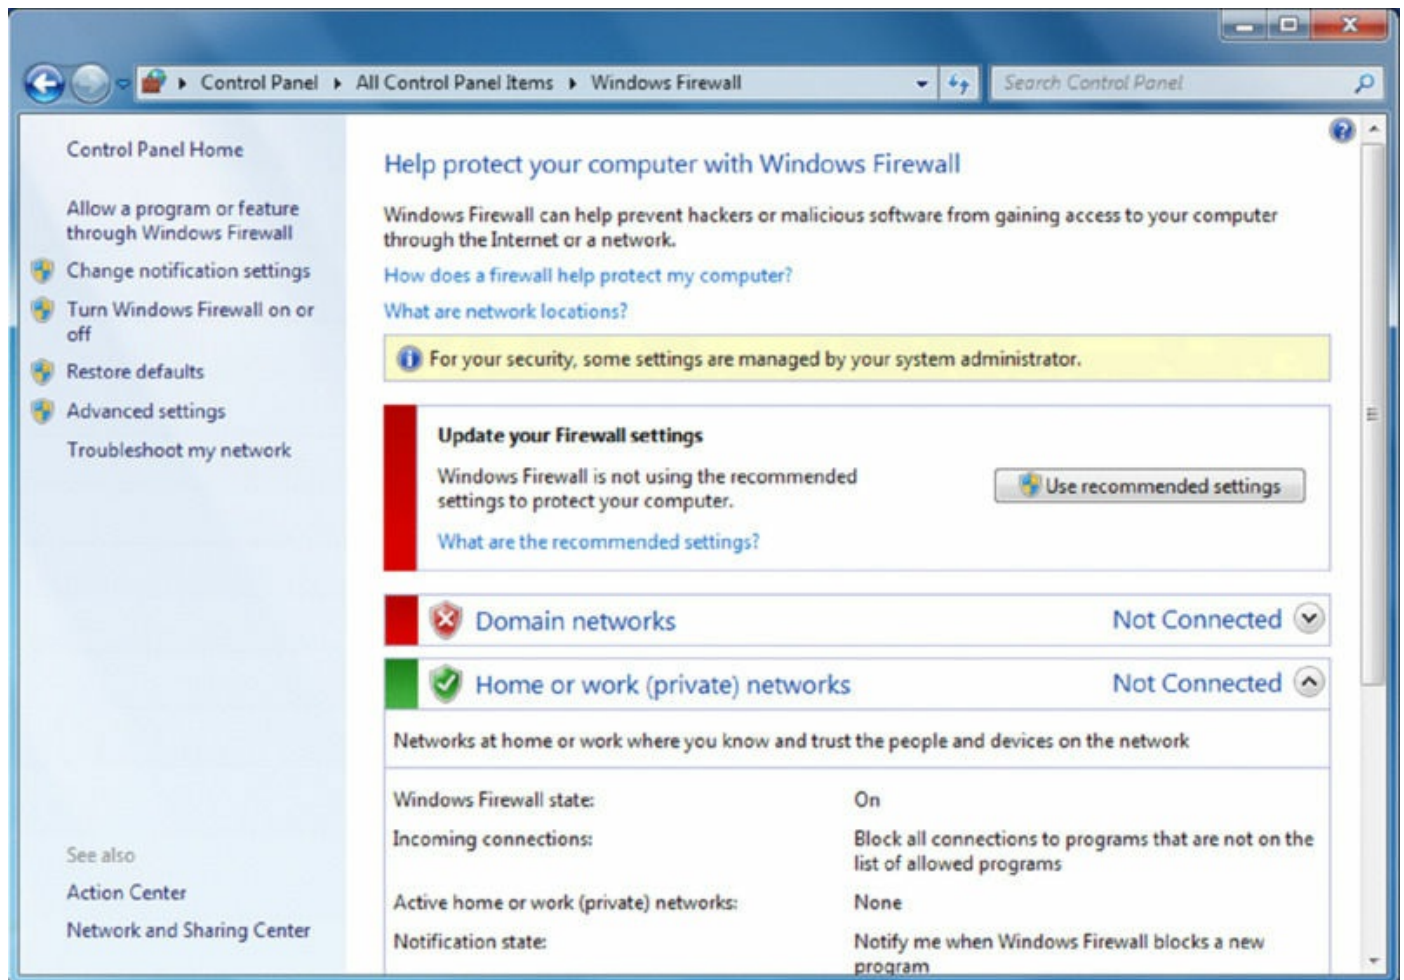 Control Panel
All Control Panel Items
Windows Firewall
Search Control Panel
Control Panel Home
Allow a program or feature
through Windows Firewall
Change notification settings
Turn Windows Firewall on or
off
Restore defaults
Advanced settings
Troubleshoot my network
See also
Action Center
Network and Sharing Center
Help protect your computer with Windows Firewall
Windows Firewall can help prevent hackers or malicious software from gaining access to your computer
through the Internet or a network.
How does a firewall help protect my computer?
What are network locations?
For your security, some settings are managed by your system administrator.
Update your Firewall settings
Windows Firewall is not using the recommended
settings to protect your computer.
Use recommended settings
What are the recommended settings?
Domain networks Not Connected
Home or work (private) networks Not Connected
Networks at home or work where you know and trust the people and devices on the network
Windows Firewall state: On
Incoming connections: Block all connections to programs that are not on the
list of allowed programs
Active home or work (private) networks: None
Notification state: Notify me when Windows Firewall blocks a new
program